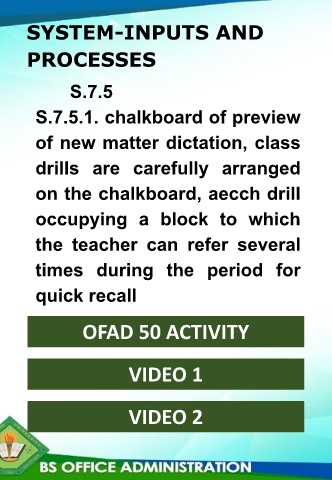 SYSTEM-INPUTS AND
PROCESSES
S.7.5
S.7.5.1. chalkboard of preview
of new matter dictation, class
drills are carefully arranged
on the chalkboard, aecch drill
occupying a block to which
the teacher can refer several
times during the period for
quick recall
OFAD 50 ACTIVITY
VIDEO 1
VIDEO 2
BS OFFICE ADMINISTRATION